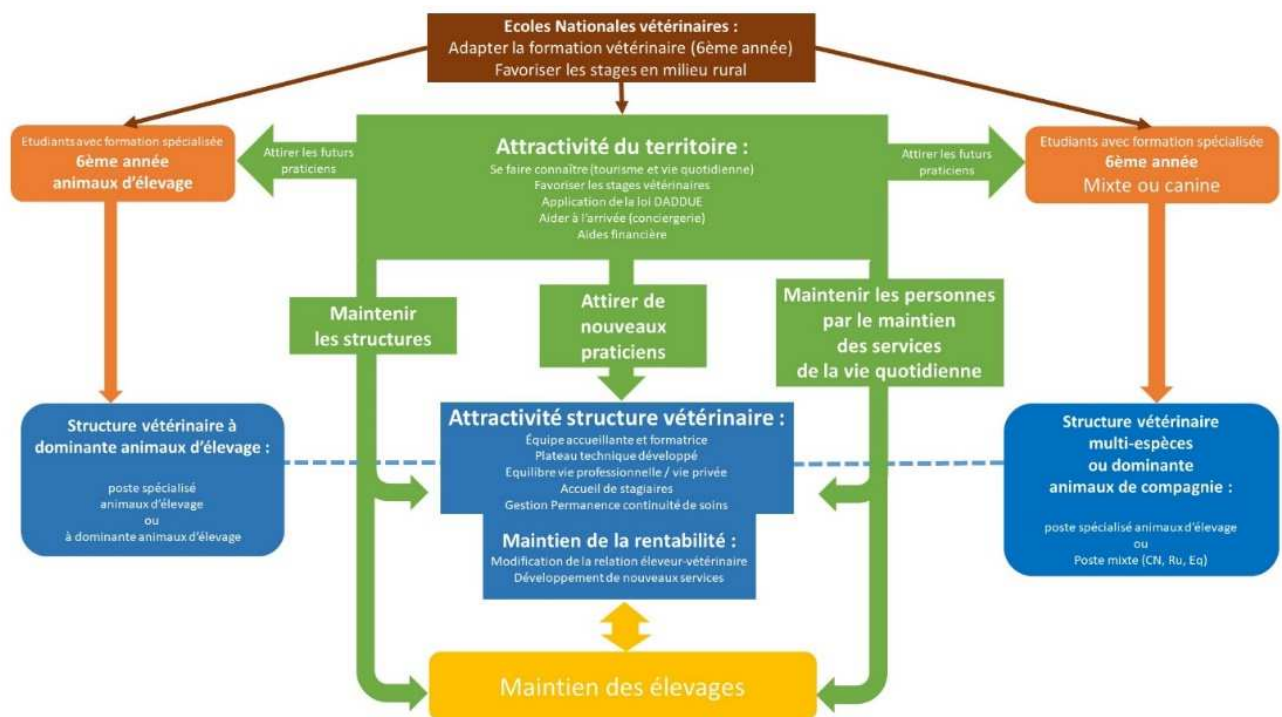 Ecoles Nationales vétérinaires :
Adapter la formation vétérinaire (6ème année)
Favoriser les stages en milieu rural
Etudiants avec formation spécialisée
6ème année
animaux d'élevage
Attirer les futurs
praticiens
Attractivité du territoire :
Se faire connaître (tourisme et vie quotidienne)
Favoriser les stages vétérinaires
Application de la loi DADDUE
Aider à l'arrivée (conciergerie)
Aides financière
Attirer les futurs
praticiens
Etudiants avec formation spécialisée
6ème année
Mixte ou canine
Maintenir
les structures
Attirer de
nouveaux
praticiens
Maintenir les personnes
par le maintien
des services
de la vie quotidienne
Structure vétérinaire à
dominante animaux d'élevage :
poste spécialisé
animaux d'élevage
ou
à dominante animaux d'élevage
Attractivité structure vétérinaire :
Équipe accueillante et formatrice
Plateau technique développé
Equilibre vie professionnelle / vie privée
Accueil de stagiaires
Gestion Permanence continuité de soins
Maintien de la rentabilité :
Modification de la relation éleveur-vétérinaire
Développement de nouveaux services
Structure vétérinaire
multi-espèces
ou dominante
animaux de compagnie :
poste spécialisé animaux d'élevage
ou
Poste mixte (CN, Ru, Eq)
Maintien des élevages